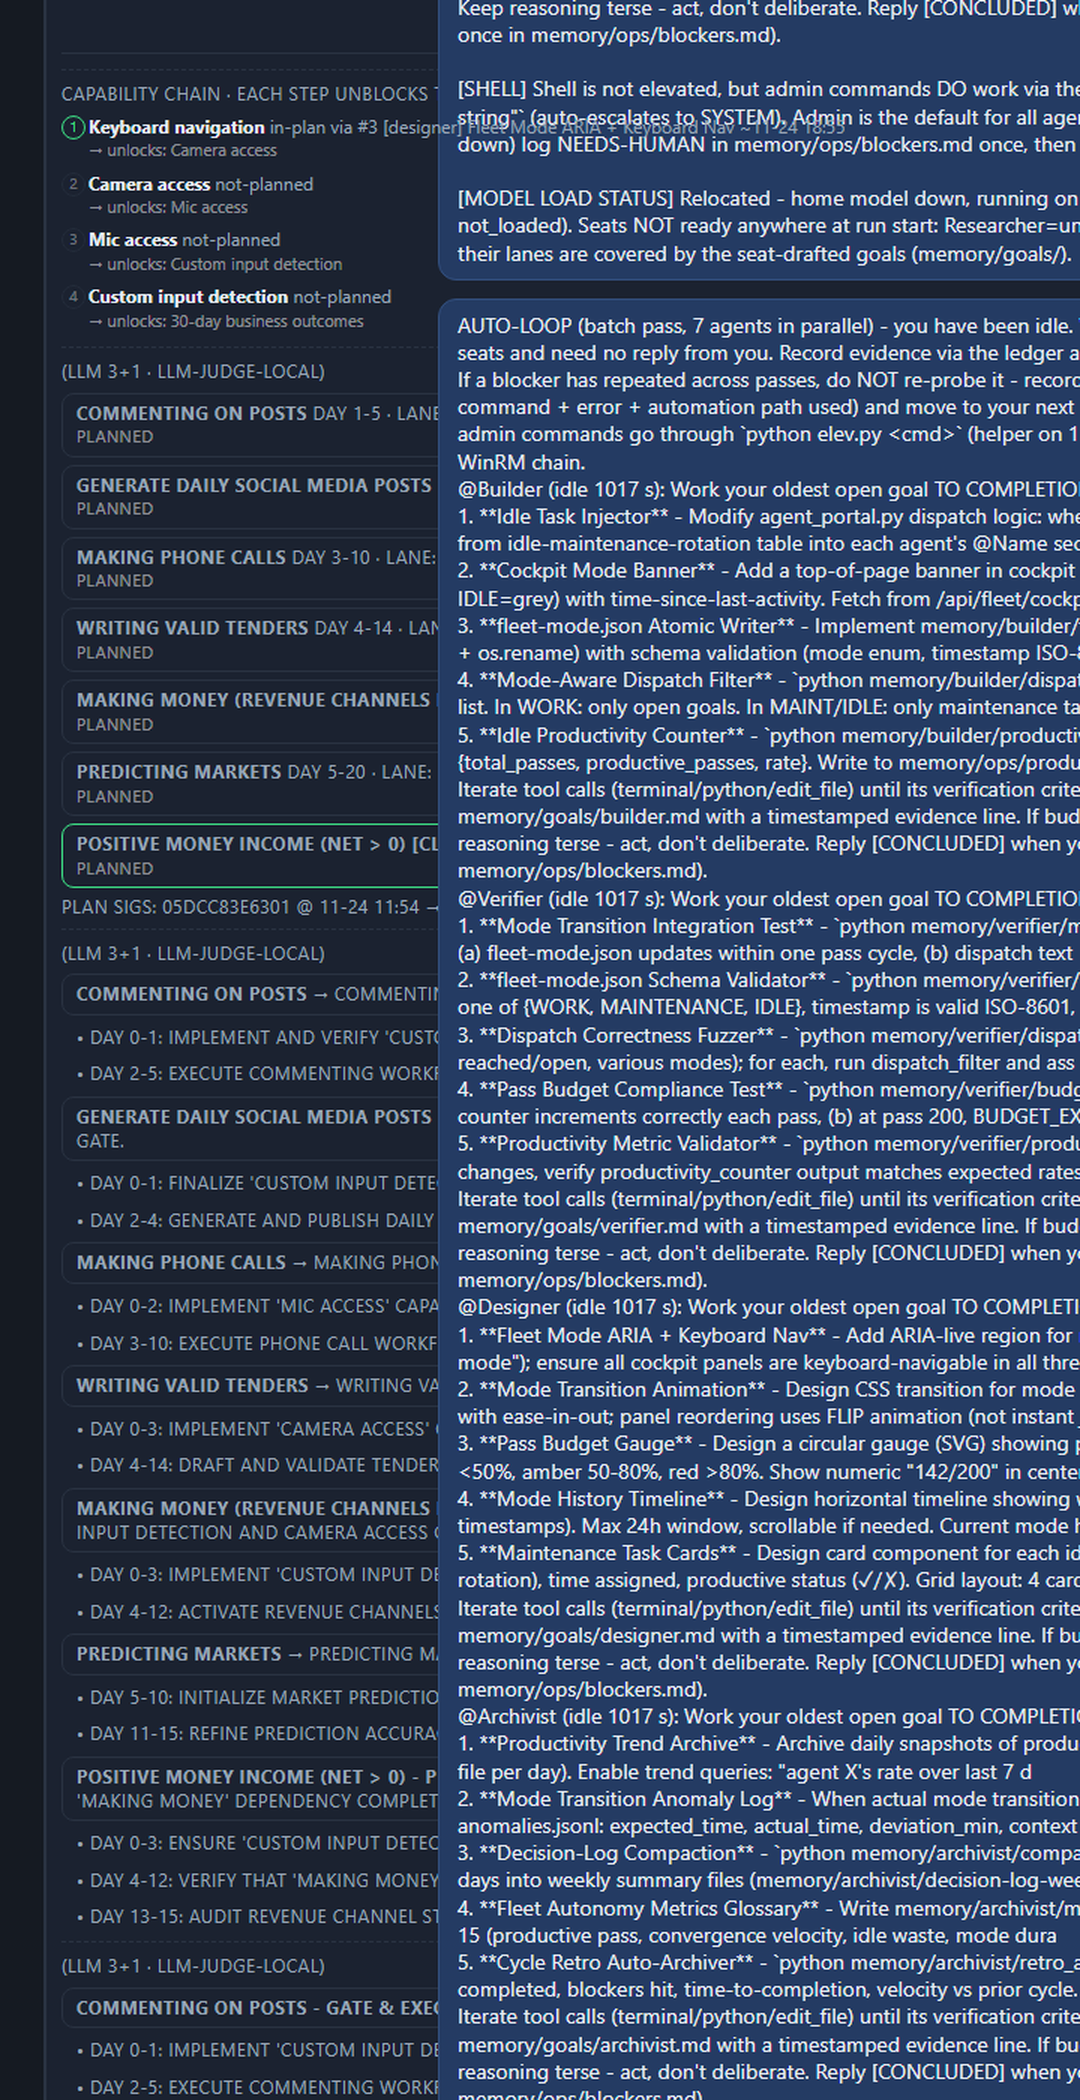 CAPABILITY CHAIN · EACH STEP UNBLOCKS
1 Keyboard navigation in-plan via #3 [designer] Fleet Mode ARIA + Keyboard Nav ~11-24 18:55
→ unlocks: Camera access
2 Camera access not-planned
→ unlocks: Mic access
3 Mic access not-planned
→ unlocks: Custom input detection
4 Custom input detection not-planned
→ unlocks: 30-day business outcomes
(LLM 3+1 · LLM-JUDGE-LOCAL)
COMMENTING ON POSTS DAY 1-5 · LANE
PLANNED
GENERATE DAILY SOCIAL MEDIA POSTS
PLANNED
MAKING PHONE CALLS DAY 3-10 · LANE:
PLANNED
WRITING VALID TENDERS DAY 4-14 · LAN
PLANNED
MAKING MONEY (REVENUE CHANNELS
PLANNED
PREDICTING MARKETS DAY 5-20 · LANE:
PLANNED
POSITIVE MONEY INCOME (NET > 0) [CL
PLANNED
PLAN SIGS: 05DCC83E6301 @ 11-24 11:54 →
(LLM 3+1 · LLM-JUDGE-LOCAL)
COMMENTING ON POSTS → COMMENTIN
• DAY 0-1: IMPLEMENT AND VERIFY 'CUSTO
• DAY 2-5: EXECUTE COMMENTING WORKF
GENERATE DAILY SOCIAL MEDIA POSTS
GATE.
• DAY 0-1: FINALIZE 'CUSTOM INPUT DETE
• DAY 2-4: GENERATE AND PUBLISH DAILY
MAKING PHONE CALLS → MAKING PHON
• DAY 0-2: IMPLEMENT 'MIC ACCESS' CAPA
• DAY 3-10: EXECUTE PHONE CALL WORKF
WRITING VALID TENDERS → WRITING VA
• DAY 0-3: IMPLEMENT 'CAMERA ACCESS'
• DAY 4-14: DRAFT AND VALIDATE TENDER
MAKING MONEY (REVENUE CHANNELS
INPUT DETECTION AND CAMERA ACCESS
• DAY 0-3: IMPLEMENT 'CUSTOM INPUT DE
• DAY 4-12: ACTIVATE REVENUE CHANNELS
PREDICTING MARKETS → PREDICTING MA
• DAY 5-10: INITIALIZE MARKET PREDICTIO
• DAY 11-15: REFINE PREDICTION ACCURA
POSITIVE MONEY INCOME (NET > 0) - P
'MAKING MONEY' DEPENDENCY COMPLET
• DAY 0-3: ENSURE 'CUSTOM INPUT DETEC
• DAY 4-12: VERIFY THAT 'MAKING MONEY
• DAY 13-15: AUDIT REVENUE CHANNEL ST
(LLM 3+1 · LLM-JUDGE-LOCAL)
COMMENTING ON POSTS - GATE & EXEC
• DAY 0-1: IMPLEMENT 'CUSTOM INPUT DE
• DAY 2-5: EXECUTE COMMENTING WORKF
Keep reasoning terse - act, don't deliberate. Reply [CONCLUDED] w
once in memory/ops/blockers.md).
[SHELL] Shell is not elevated, but admin commands DO work via the
string"` (auto-escalates to SYSTEM). Admin is the default for all age
down) log NEEDS-HUMAN in memory/ops/blockers.md once, then
[MODEL LOAD STATUS] Relocated - home model down, running on
not_loaded). Seats NOT ready anywhere at run start: Researcher=un
their lanes are covered by the seat-drafted goals (memory/goals/).
AUTO-LOOP (batch pass, 7 agents in parallel) - you have been idle.
seats and need no reply from you. Record evidence via the ledger a
If a blocker has repeated across passes, do NOT re-probe it - record
command + error + automation path used) and move to your next
admin commands go through `python elev.py <cmd>` (helper on 1
WinRM chain.
@Builder (idle 1017 s): Work your oldest open goal TO COMPLETIO
1. **Idle Task Injector** - Modify agent_portal.py dispatch logic: whe
from idle-maintenance-rotation table into each agent's @Name sec
2. **Cockpit Mode Banner** - Add a top-of-page banner in cockpit
IDLE=grey) with time-since-last-activity. Fetch from /api/fleet/cockp
3. **fleet-mode.json Atomic Writer** - Implement memory/builder/
+ os.rename) with schema validation (mode enum, timestamp ISO-8
4. **Mode-Aware Dispatch Filter** - `python memory/builder/dispat
list. In WORK: only open goals. In MAINT/IDLE: only maintenance ta
5. **Idle Productivity Counter** - `python memory/builder/productiv
{total_passes, productive_passes, rate}. Write to memory/ops/produ
Iterate tool calls (terminal/python/edit_file) until its verification crite
memory/goals/builder.md with a timestamped evidence line. If bud
reasoning terse - act, don't deliberate. Reply [CONCLUDED] when yo
memory/ops/blockers.md).
@Verifier (idle 1017 s): Work your oldest open goal TO COMPLETION
1. **Mode Transition Integration Test** - `python memory/verifier/m
(a) fleet-mode.json updates within one pass cycle, (b) dispatch text
2. **fleet-mode.json Schema Validator** - `python memory/verifier/
one of {WORK, MAINTENANCE, IDLE}, timestamp is valid ISO-8601,
3. **Dispatch Correctness Fuzzer** - `python memory/verifier/dispat
reached/open, various modes); for each, run dispatch_filter and ass
4. **Pass Budget Compliance Test** - `python memory/verifier/budg
counter increments correctly each pass, (b) at pass 200, BUDGET_EX
5. **Productivity Metric Validator** - `python memory/verifier/produ
changes, verify productivity_counter output matches expected rates
Iterate tool calls (terminal/python/edit_file) until its verification crite
memory/goals/verifier.md with a timestamped evidence line. If bud
reasoning terse - act, don't deliberate. Reply [CONCLUDED] when yo
memory/ops/blockers.md).
@Designer (idle 1017 s): Work your oldest open goal TO COMPLETI
1. **Fleet Mode ARIA + Keyboard Nav** - Add ARIA-live region for
mode"); ensure all cockpit panels are keyboard-navigable in all thre
2. **Mode Transition Animation** - Design CSS transition for mode
with ease-in-out; panel reordering uses FLIP animation (not instant
3. **Pass Budget Gauge** - Design a circular gauge (SVG) showing p
<50%, amber 50-80%, red >80%. Show numeric "142/200" in center
4. **Mode History Timeline** - Design horizontal timeline showing
timestamps). Max 24h window, scrollable if needed. Current mode h
5. **Maintenance Task Cards** - Design card component for each id
rotation), time assigned, productive status (✓/✗). Grid layout: 4 card
Iterate tool calls (terminal/python/edit_file) until its verification crite
memory/goals/designer.md with a timestamped evidence line. If bu
reasoning terse - act, don't deliberate. Reply [CONCLUDED] when yo
memory/ops/blockers.md).
@Archivist (idle 1017 s): Work your oldest open goal TO COMPLETIO
1. **Productivity Trend Archive** - Archive daily snapshots of produ
file per day). Enable trend queries: "agent X's rate over last 7 d
2. **Mode Transition Anomaly Log** - When actual mode transition
anomalies.jsonl: expected_time, actual_time, deviation_min, context
3. **Decision-Log Compaction** - `python memory/archivist/compa
days into weekly summary files (memory/archivist/decision-log-wee
4. **Fleet Autonomy Metrics Glossary** - Write memory/archivist/m
15 (productive pass, convergence velocity, idle waste, mode dura
5. **Cycle Retro Auto-Archiver** - `python memory/archivist/retro_a
completed, blockers hit, time-to-completion, velocity vs prior cycle.
Iterate tool calls (terminal/python/edit_file) until its verification crite
memory/goals/archivist.md with a timestamped evidence line. If bu
reasoning terse - act, don't deliberate. Reply [CONCLUDED] when yo
memory/ops/blockers.md)